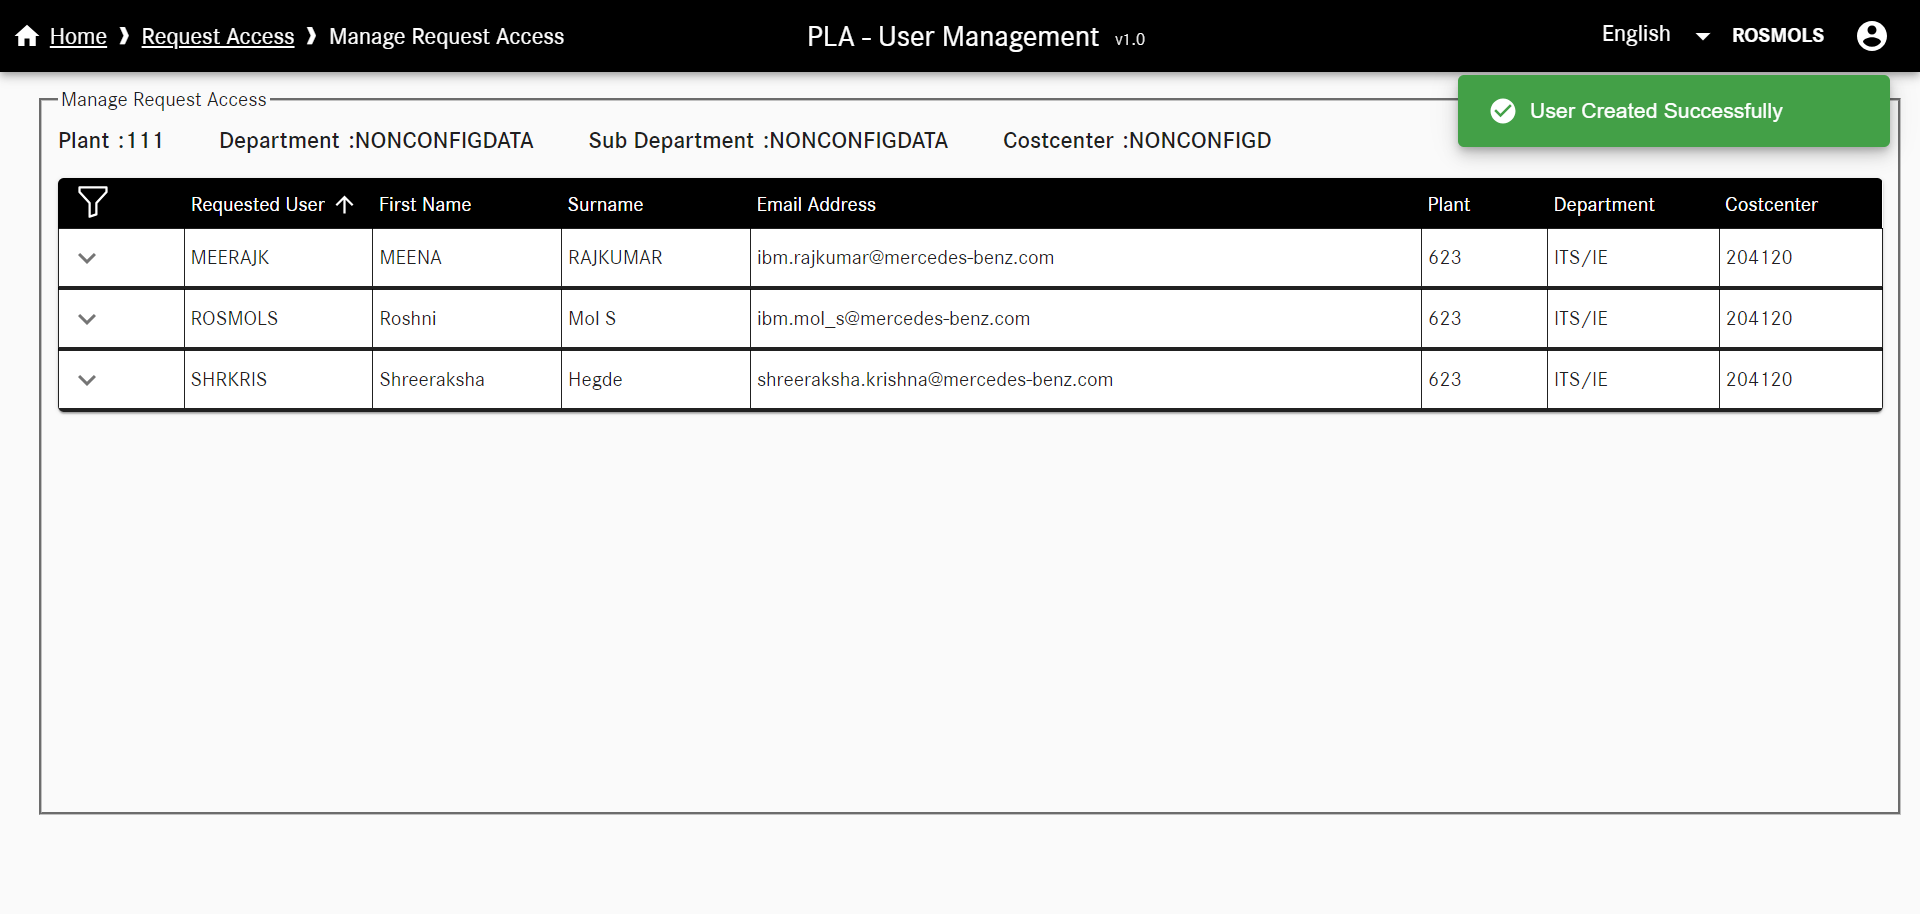 Home ❱ Request Access ❱ Manage Request Access
PLA - User Management v1.0
English
ROSMOLS
User Created Successfully
Manage Request Access
Plant :111 Department :NONCONFIGDATA Sub Department :NONCONFIGDATA Costcenter :NONCONFIGD
Requested User First Name Surname Email Address Plant Department Costcenter
MEERAJK MEENA RAJKUMAR ibm.rajkumar@mercedes-benz.com 623 ITS/IE 204120
ROSMOLS Roshni Mol S ibm.mol_s@mercedes-benz.com 623 ITS/IE 204120
SHRKRIS Shreeraksha Hegde shreeraksha.krishna@mercedes-benz.com 623 ITS/IE 204120